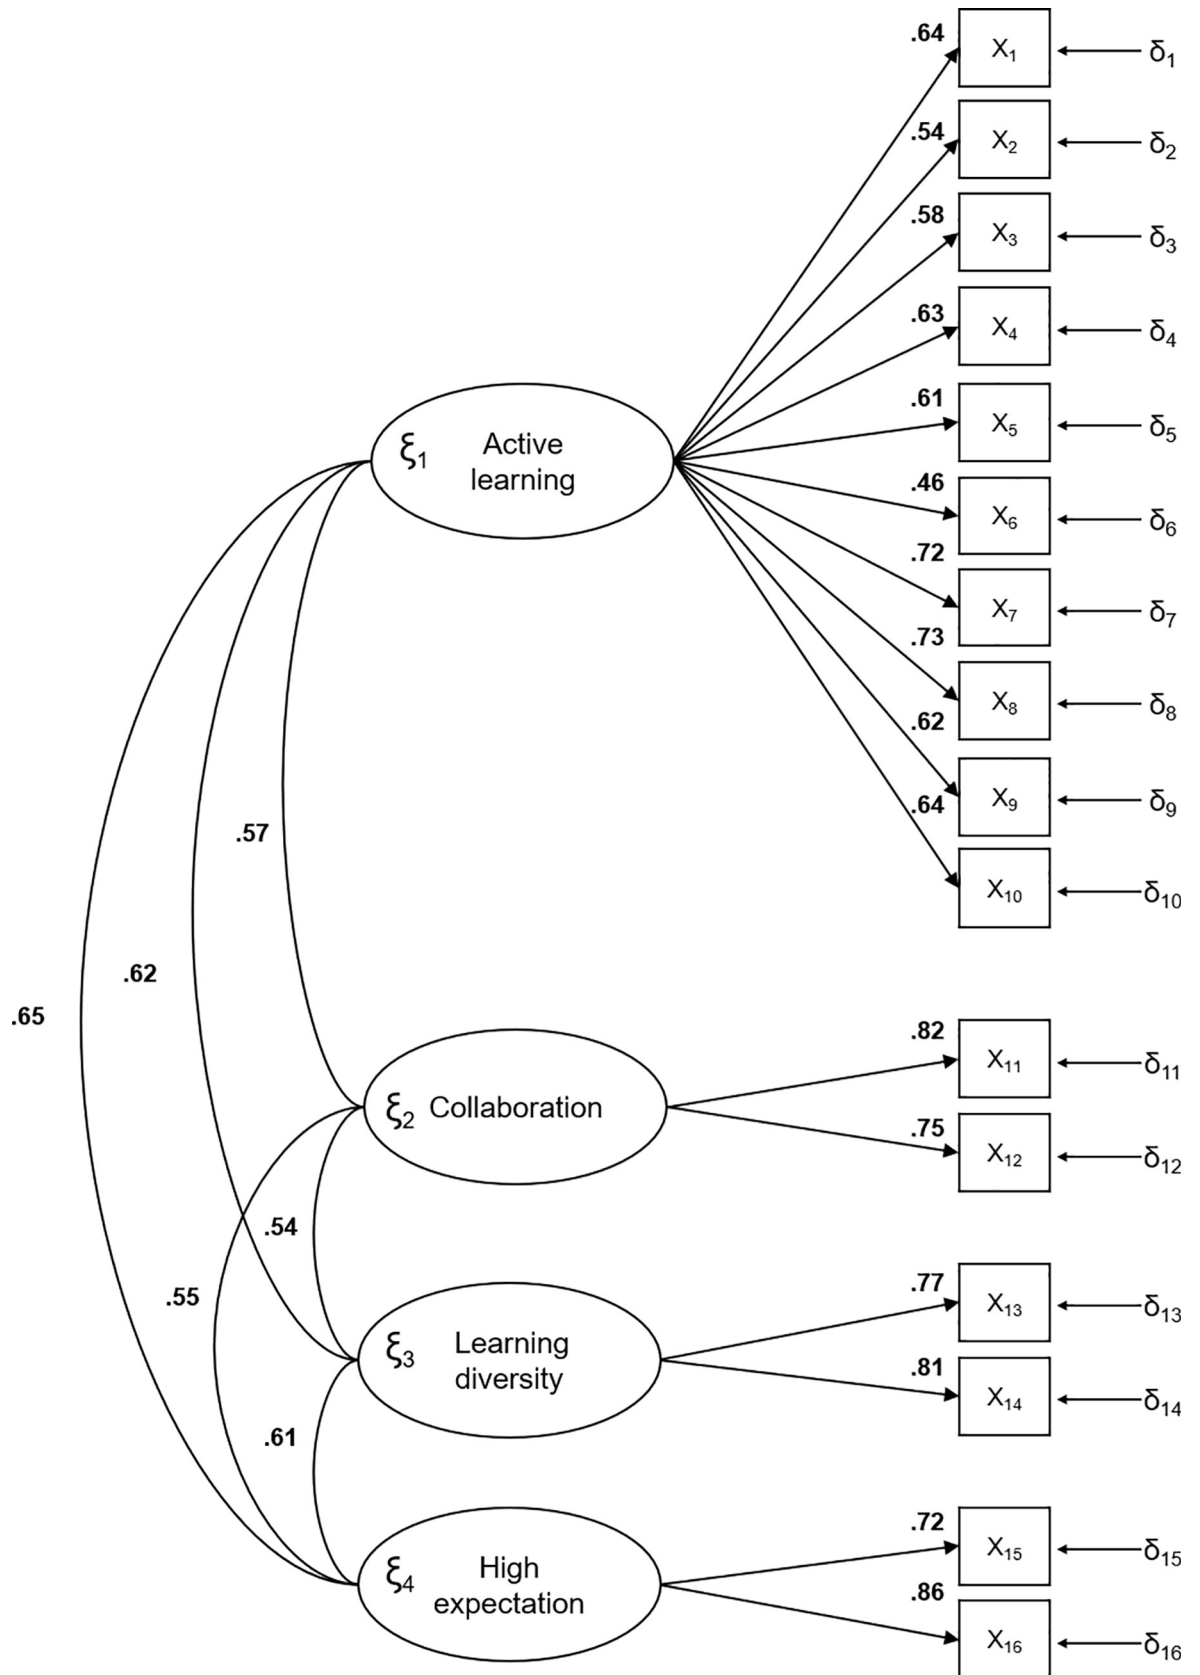 .64
X₁
δ₁
.54
X₂
δ₂
.58
X₃
δ₃
.63
X₄
δ₄
.61
X₅
δ₅
.46
X₆
δ₆
.72
X₇
δ₇
.73
X₈
δ₈
.62
X₉
δ₉
.64
X₁₀
δ₁₀
ξ₁
Active
learning
.57
.62
.65
ξ₂ Collaboration
.82
X₁₁
δ₁₁
.75
X₁₂
δ₁₂
.54
.55
ξ₃
Learning
diversity
.77
X₁₃
δ₁₃
.81
X₁₄
δ₁₄
.61
ξ₄
High
expectation
.72
X₁₅
δ₁₅
.86
X₁₆
δ₁₆